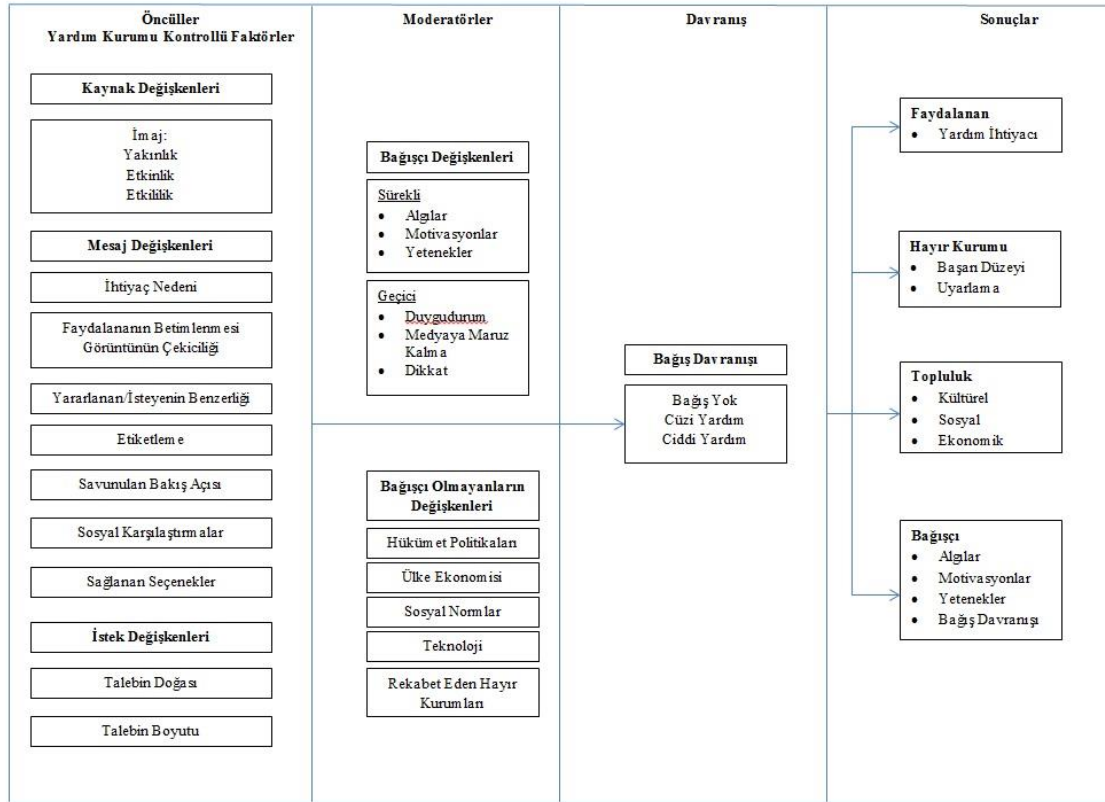 Öncüller
Yardım Kurumu Kontrollü Faktörler
Kaynak Değişkenleri
İmaj:
Yakınlık
Etkinlik
Etkililik
Mesaj Değişkenleri
İhtiyaç Nedeni
Faydalananın Betimlenmesi
Görüntünün Çekiciliği
Yararlanan/İsteyenin Benzerliği
Etiketleme
Savunulan Bakış Açısı
Sosyal Karşılaştırmalar
Sağlanan Seçenekler
İstek Değişkenleri
Talebin Doğası
Talebin Boyutu
Moderatörler
Bağışçı Değişkenleri
Sürekli
• Algılar
• Motivasyonlar
• Yetenekler
Geçici
• Duygudurum
• Medyaya Maruz
Kalma
• Dikkat
Bağışçı Olmayanların
Değişkenleri
Hükümet Politikaları
Ülke Ekonomisi
Sosyal Normlar
Teknoloji
Rekabet Eden Hayır
Kurumları
Davranış
Bağış Davranışı
Bağış Yok
Cüzi Yardım
Ciddi Yardım
Sonuçlar
Faydalanan
• Yardım İhtiyacı
Hayır Kurumu
• Başarı Düzeyi
• Uyarlama
Topluluk
• Kültürel
• Sosyal
• Ekonomik
Bağışçı
• Algılar
• Motivasyonlar
• Yetenekler
• Bağış Davranışı